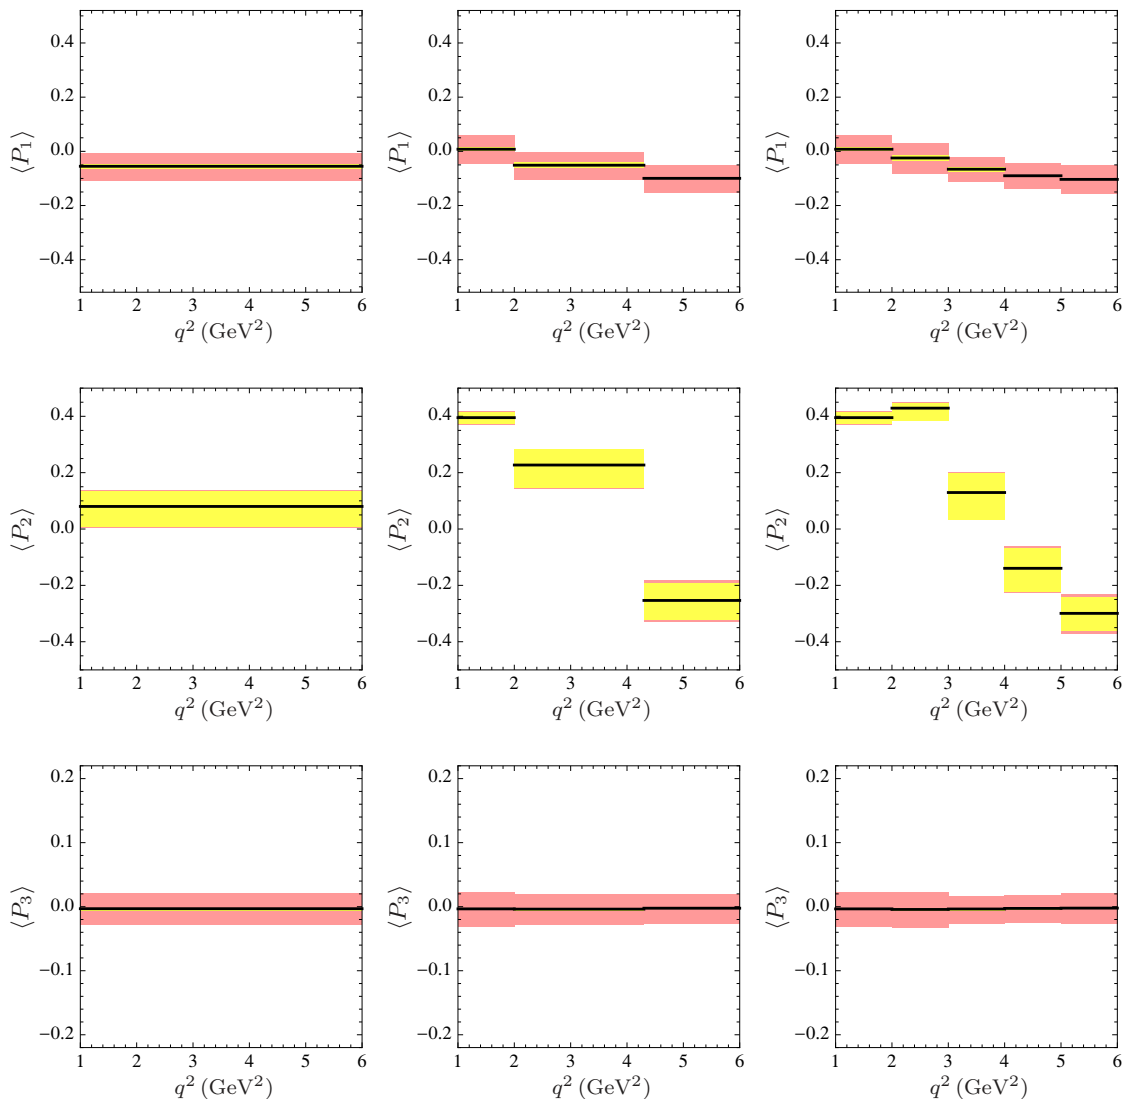 0.4 0.4 0.4
0.2 0.2 0.2
0.0 0.0 0.0
−0.2 −0.2 −0.2
−0.4 −0.4 −0.4
⟨P₁⟩ ⟨P₁⟩ ⟨P₁⟩
1 2 3 4 5 6 1 2 3 4 5 6 1 2 3 4 5 6
q² (GeV²) q² (GeV²) q² (GeV²)
0.4 0.4 0.4
0.2 0.2 0.2
0.0 0.0 0.0
−0.2 −0.2 −0.2
−0.4 −0.4 −0.4
⟨P₂⟩ ⟨P₂⟩ ⟨P₂⟩
1 2 3 4 5 6 1 2 3 4 5 6 1 2 3 4 5 6
q² (GeV²) q² (GeV²) q² (GeV²)
0.2 0.2 0.2
0.1 0.1 0.1
0.0 0.0 0.0
−0.1 −0.1 −0.1
−0.2 −0.2 −0.2
⟨P₃⟩ ⟨P₃⟩ ⟨P₃⟩
1 2 3 4 5 6 1 2 3 4 5 6 1 2 3 4 5 6
q² (GeV²) q² (GeV²) q² (GeV²)